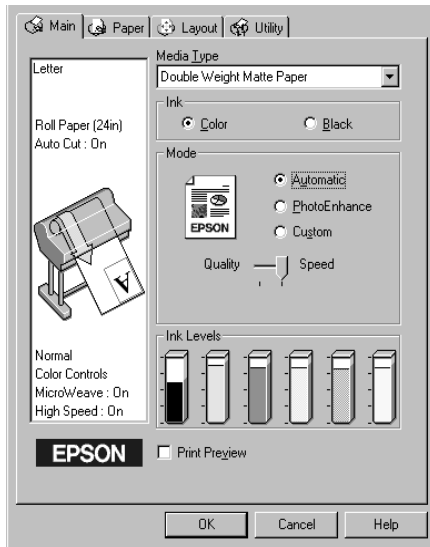 Main Paper Layout Utility
Letter
Roll Paper (24in)
Auto Cut : On
A
Normal
Color Controls
MicroWeave : On
High Speed : On
EPSON
Media Type
Double Weight Matte Paper
Ink
Color Black
Mode
EPSON
Automatic
PhotoEnhance
Custom
Quality Speed
Ink Levels
Print Preview
OK Cancel Help